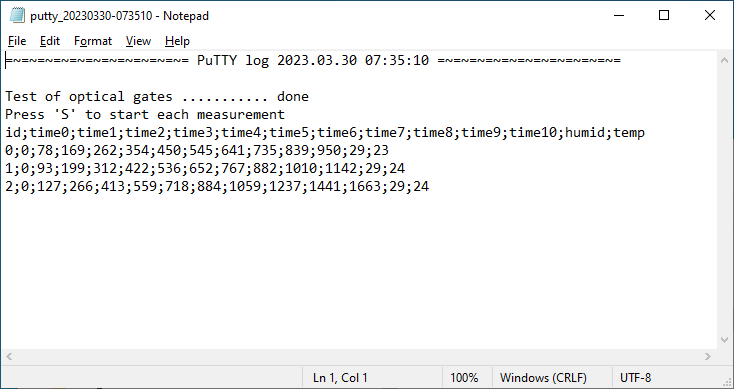 putty_20230330-073510 - Notepad
File Edit Format View Help
=~=~=~=~=~=~=~=~=~=~=~= PuTTY log 2023.03.30 07:35:10 =~=~=~=~=~=~=~=~=~=~=~=
Test of optical gates ........... done
Press 'S' to start each measurement
id;time0;time1;time2;time3;time4;time5;time6;time7;time8;time9;time10;humid;temp
0;0;78;169;262;354;450;545;641;735;839;950;29;23
1;0;93;199;312;422;536;652;767;882;1010;1142;29;24
2;0;127;266;413;559;718;884;1059;1237;1441;1663;29;24
Ln 1, Col 1 100% Windows (CRLF) UTF-8